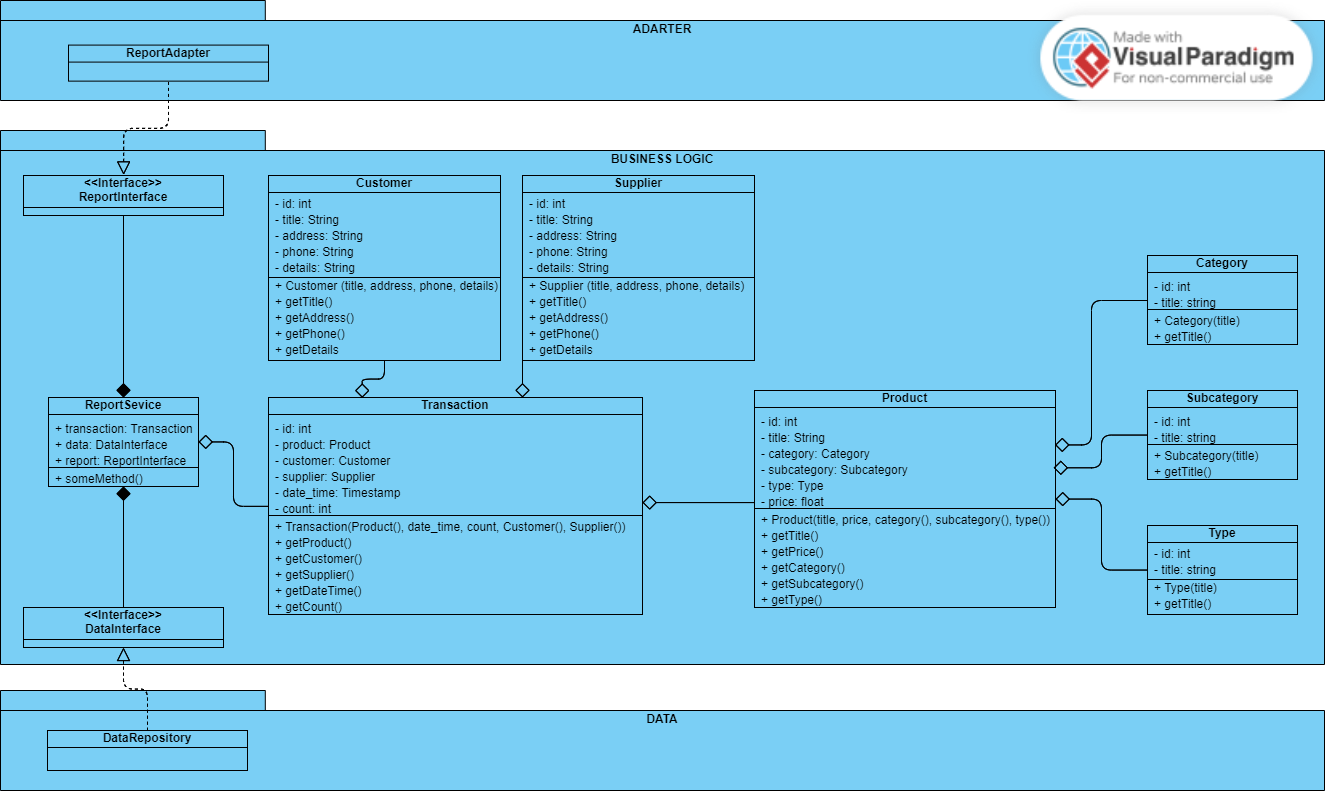 ADARTER
Made with
Visual Paradigm
For non-commercial use
ReportAdapter
BUSINESS LOGIC
<<Interface>>
ReportInterface
Customer
- id: int
- title: String
- address: String
- phone: String
- details: String
+ Customer (title, address, phone, details)
+ getTitle()
+ getAddress()
+ getPhone()
+ getDetails
Supplier
- id: int
- title: String
- address: String
- phone: String
- details: String
+ Supplier (title, address, phone, details)
+ getTitle()
+ getAddress()
+ getPhone()
+ getDetails
Category
- id: int
- title: string
+ Category(title)
+ getTitle()
ReportSevice
+ transaction: Transaction
+ data: DataInterface
+ report: ReportInterface
+ someMethod()
Transaction
- id: int
- product: Product
- customer: Customer
- supplier: Supplier
- date_time: Timestamp
- count: int
+ Transaction(Product(), date_time, count, Customer(), Supplier())
+ getProduct()
+ getCustomer()
+ getSupplier()
+ getDateTime()
+ getCount()
Product
- id: int
- title: String
- category: Category
- subcategory: Subcategory
- type: Type
- price: float
+ Product(title, price, category(), subcategory(), type())
+ getTitle()
+ getPrice()
+ getCategory()
+ getSubcategory()
+ getType()
Subcategory
- id: int
- title: string
+ Subcategory(title)
+ getTitle()
Type
- id: int
- title: string
+ Type(title)
+ getTitle()
<<Interface>>
DataInterface
DATA
DataRepository